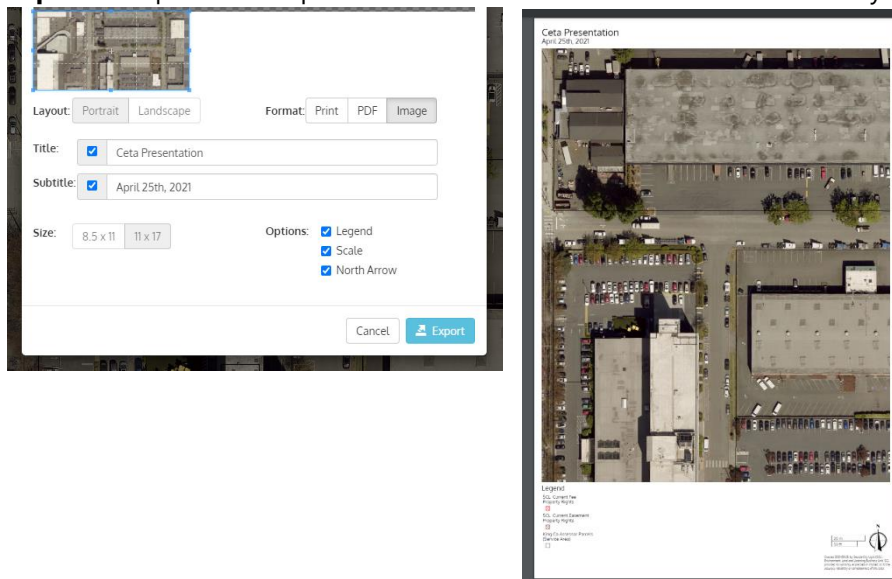 Layout: Portrait Landscape
Format: Print PDF Image
Title: Ceta Presentation
Subtitle: April 25th, 2021
Size: 8.5 x 11 11 x 17
Options: Legend
Scale
North Arrow
Cancel Export
Ceta Presentation
April 25th, 2021
Legend
SCL Current Fee
Property Rights
SCL Current Easement
Property Rights